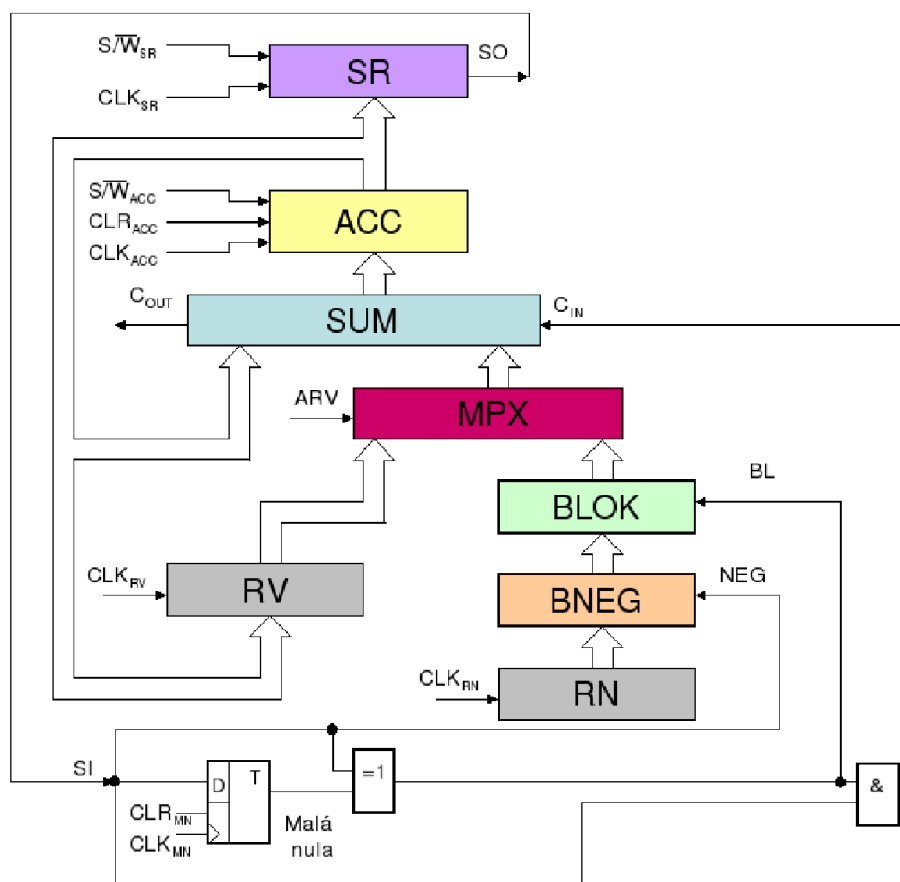 S/W̅SR
SO
SR
CLKSR
S/W̅ACC
CLRACC
ACC
CLKACC
COUT
CIN
SUM
ARV
MPX
BL
BLOK
CLKRV
RV
NEG
BNEG
CLKRN
RN
SI
D
T
=1
&
CLRMN
CLKMN
Malá
nula